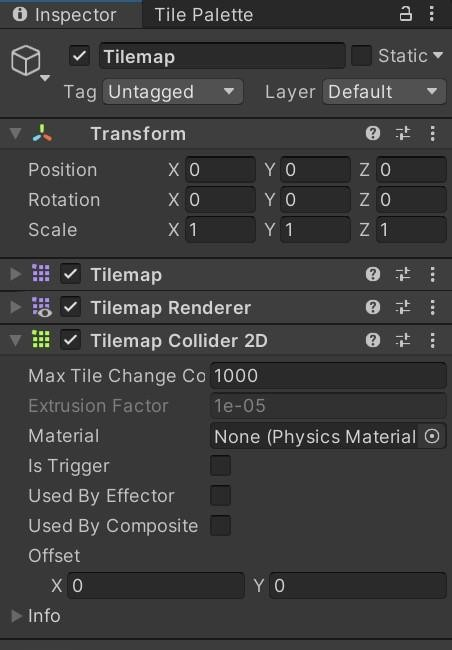 Inspector Tile Palette
Tilemap Static
Tag Untagged Layer Default
Transform
Position X 0 Y 0 Z 0
Rotation X 0 Y 0 Z 0
Scale X 1 Y 1 Z 1
Tilemap
Tilemap Renderer
Tilemap Collider 2D
Max Tile Change Co 1000
Extrusion Factor 1e-05
Material None (Physics Material
Is Trigger
Used By Effector
Used By Composite
Offset
X 0 Y 0
Info